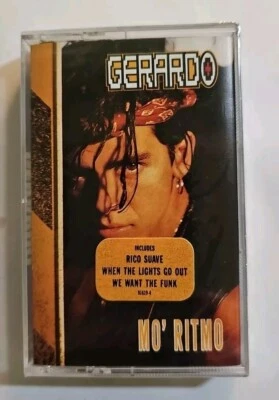 GERARDO
INCLUDES
RICO SUAVE
WHEN THE LIGHTS GO OUT
WE WANT THE FUNK
MO' RITMO